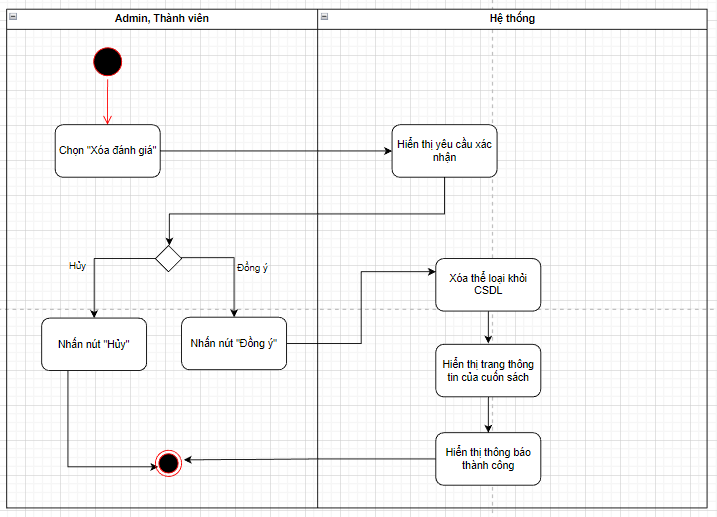 Admin, Thành viên
Hệ thống
Chọn "Xóa đánh giá"
Hiển thị yêu cầu xác
nhận
Hủy
Đồng ý
Xóa thể loại khỏi
CSDL
Nhấn nút "Hủy"
Nhấn nút "Đồng ý"
Hiển thị trang thông
tin của cuốn sách
Hiển thị thông báo
thành công